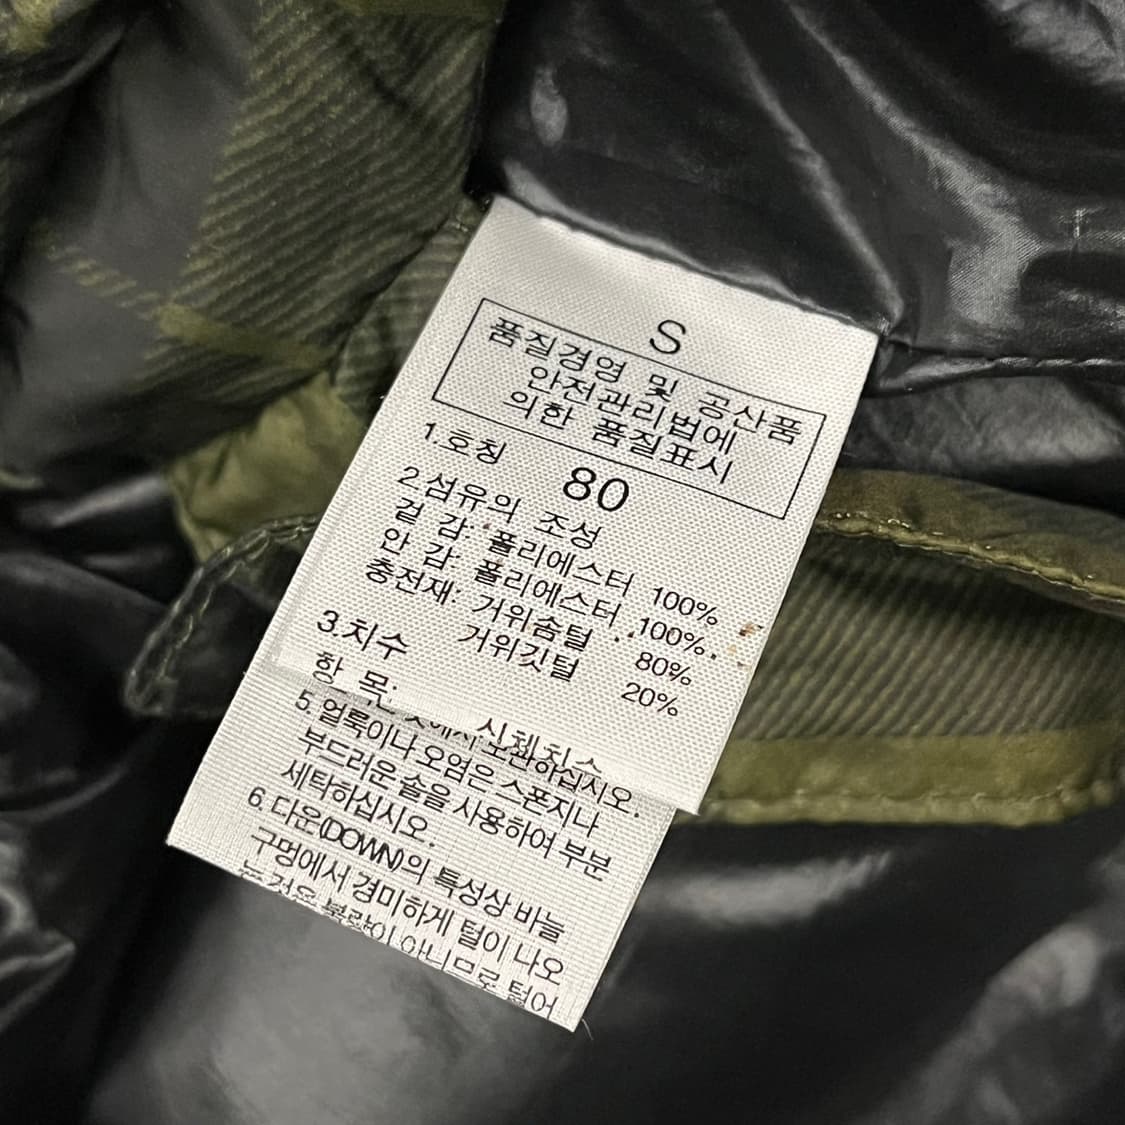 S
품질경영 및 공산품
안전관리법에
의한 품질표시
1.호칭 80
2.섬유의 조성
겉 감: 폴리에스터 100%
안 감: 폴리에스터 100%
충전재: 거위솜털 80%
거위깃털 20%
3.치수
항 목: 신체치수
보관하십시오.
5. 얼룩이나 오염은 스폰지나
부드러운 솔을 사용하여 부분
세탁하십시오.
6. 다운(DOWN)의 특성상 바늘
구멍에서 경미하게 털이 나오
는 것은 불량이 아니므로 털어